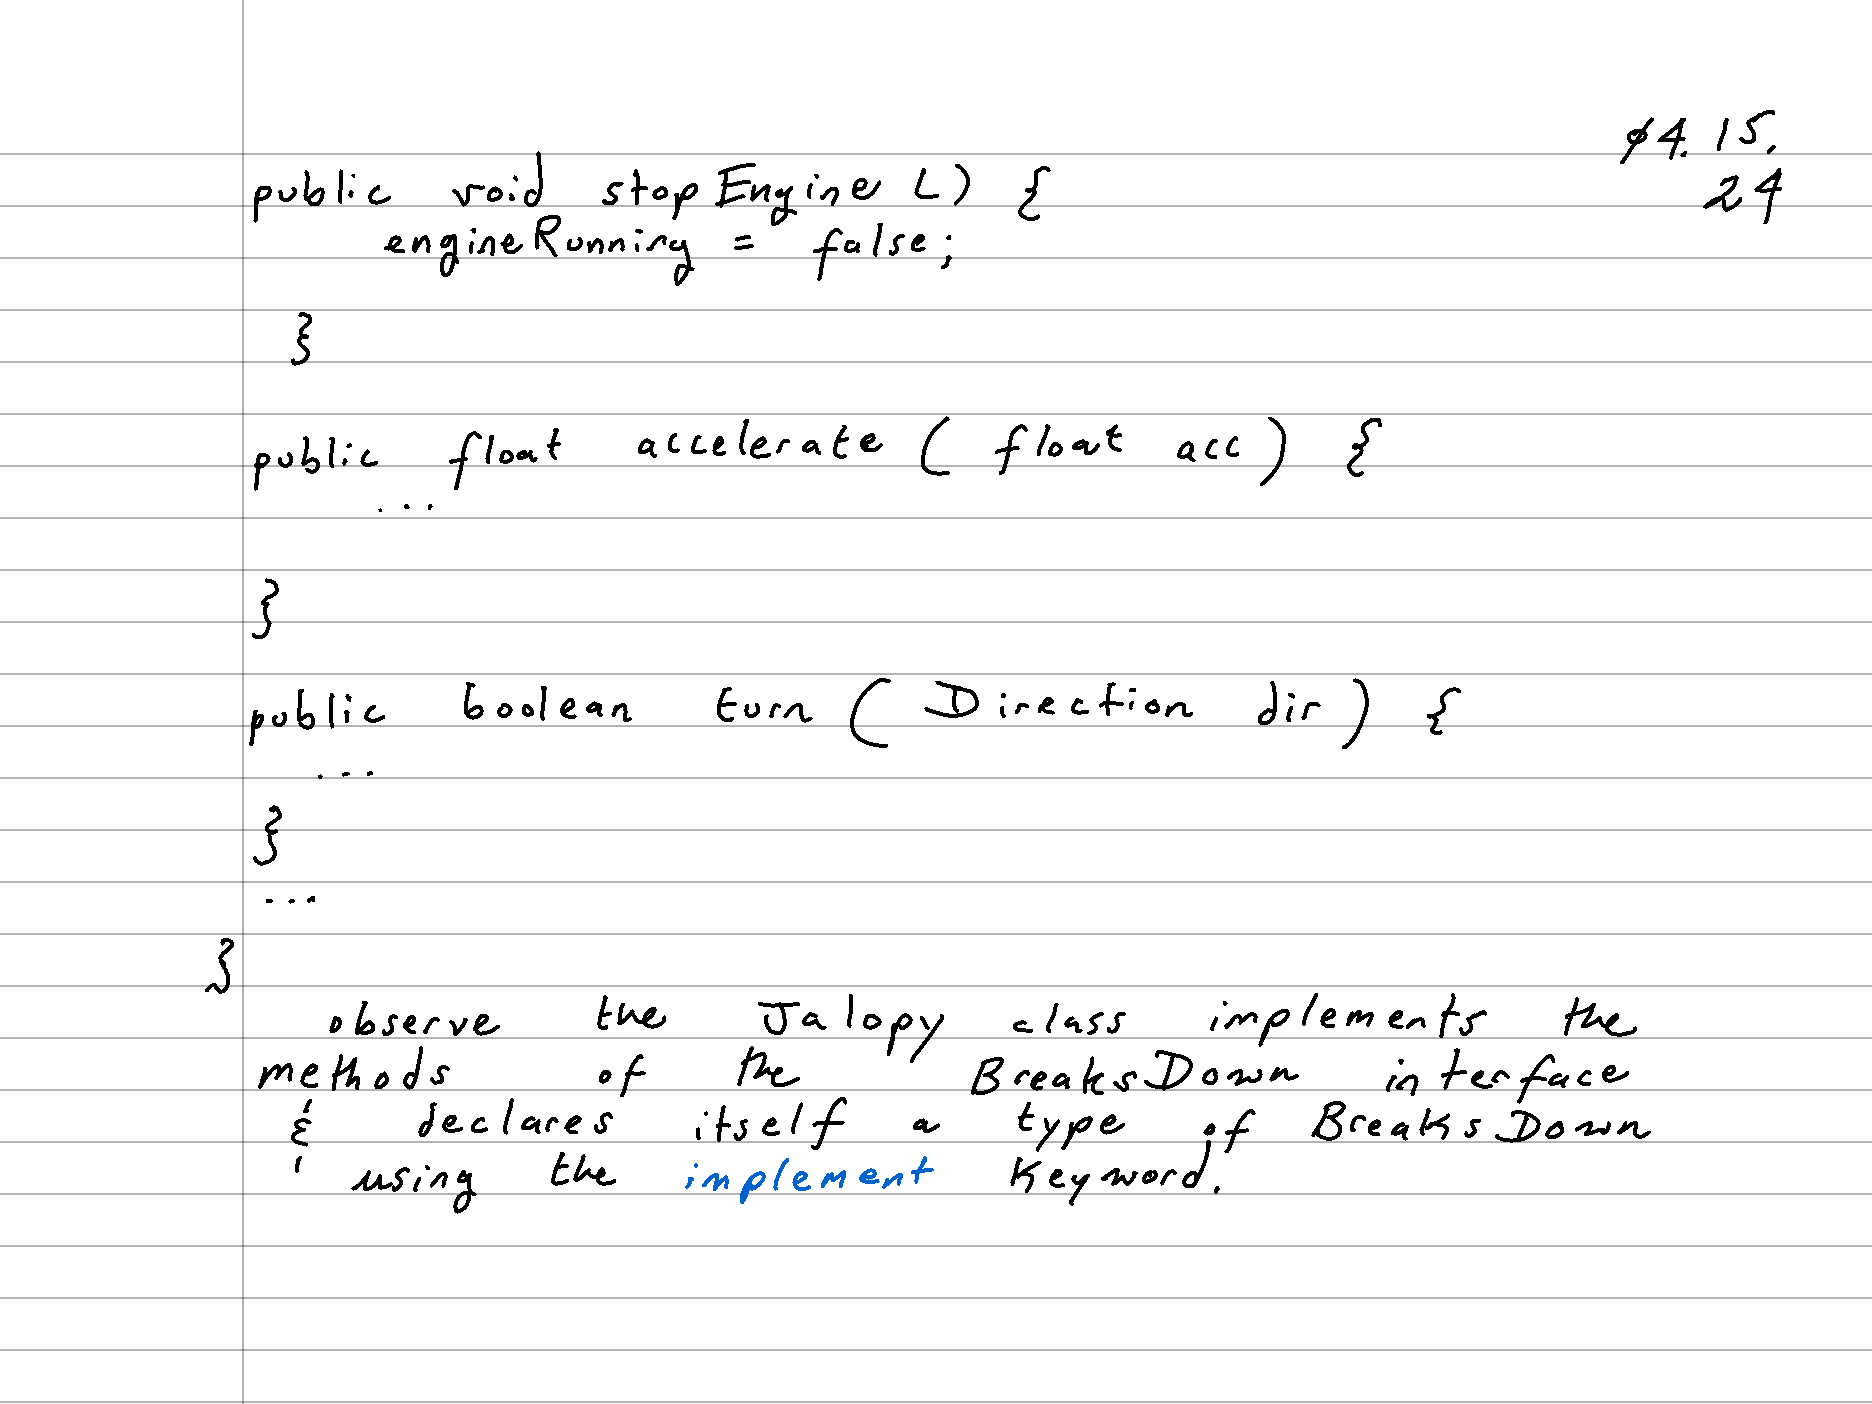 ø4.15.
24
public void stopEngine () {
engineRunning = false;
}
public float accelerate ( float acc ) {
...
}
public boolean turn ( Direction dir ) {
...
}
...
}
observe the Jalopy class implements the
methods of the BreaksDown interface
& declares itself a type of BreaksDown
using the implement keyword.